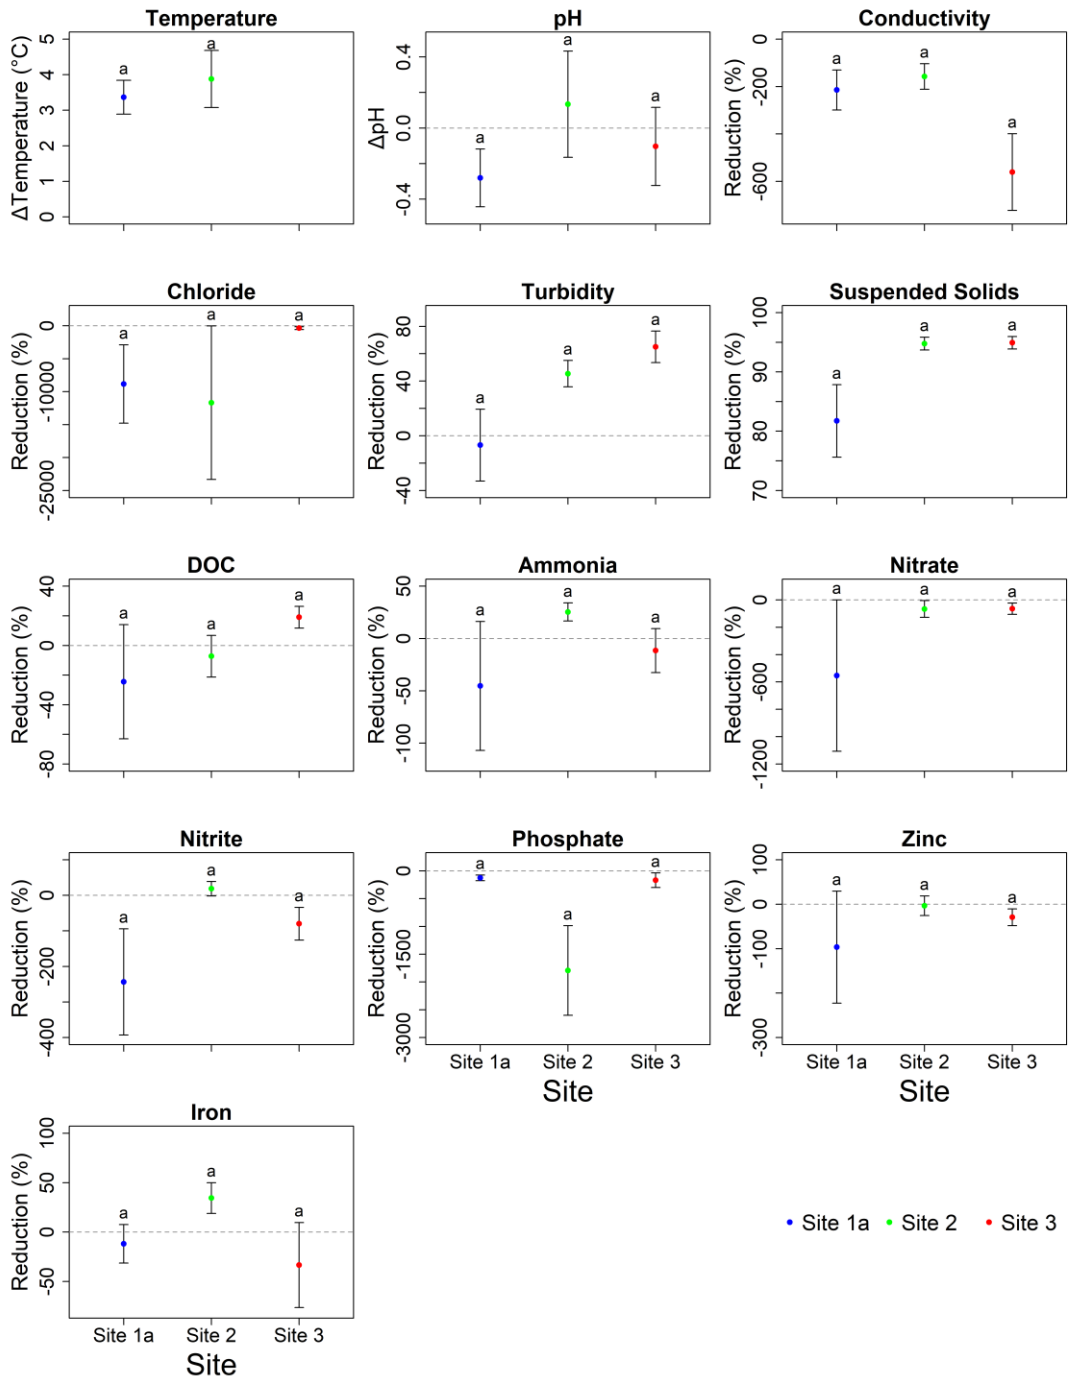 Temperature
ΔTemperature (°C)
0 1 2 3 4 5
a a
pH
ΔpH
-0.4 0.0 0.4
a a a
Conductivity
Reduction (%)
-600 -200 0
a a a
Chloride
Reduction (%)
-25000 -10000 0
a a a
Turbidity
Reduction (%)
-40 0 40 80
a a a
Suspended Solids
Reduction (%)
70 80 90 100
a a a
DOC
Reduction (%)
-80 -40 0 40
a a a
Ammonia
Reduction (%)
-100 -50 0 50
a a a
Nitrate
Reduction (%)
-1200 -600 0
a a a
Nitrite
Reduction (%)
-400 -200 0
a a a
Phosphate
Reduction (%)
-3000 -1500 0
a a a
Site 1a Site 2 Site 3
Site
Zinc
Reduction (%)
-300 -100 0 100
a a a
Site 1a Site 2 Site 3
Site
Iron
Reduction (%)
-50 0 50 100
a a a
Site 1a Site 2 Site 3
Site
Site 1a Site 2 Site 3